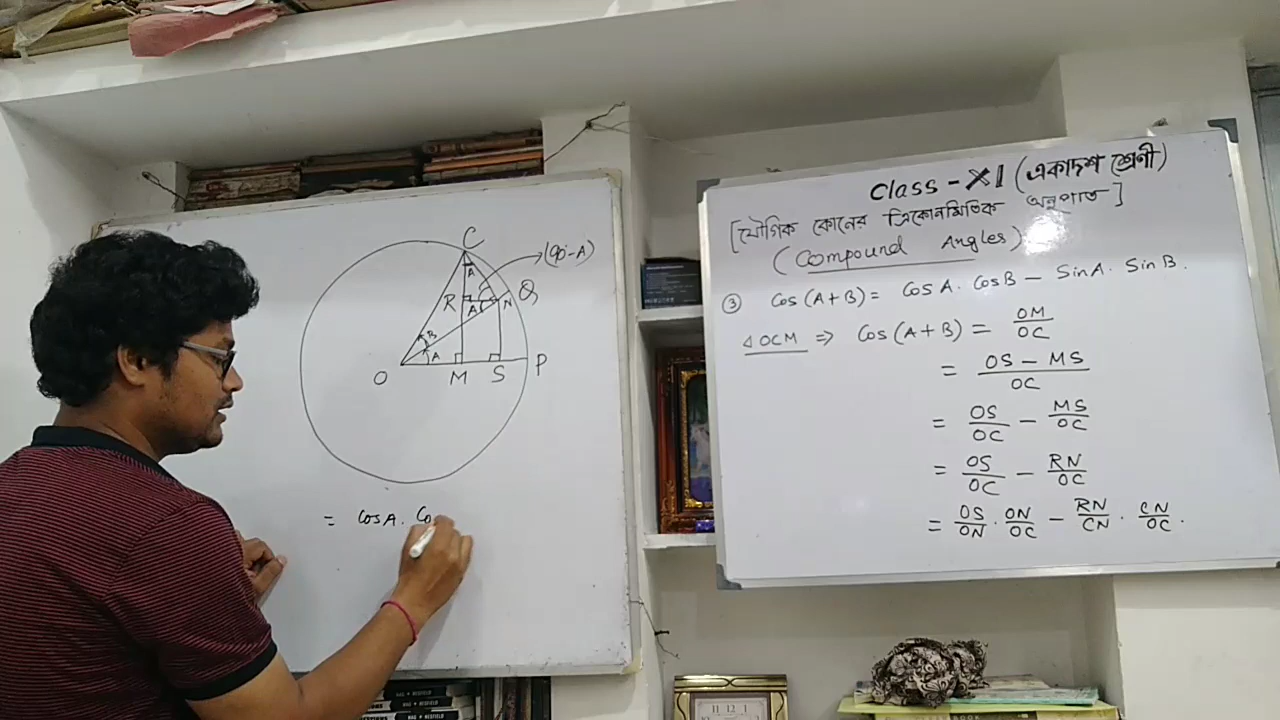 C
(90°-A)
A
R
Q
A
N
B
A
O
M
S
P
= cosA. Co
Class - XI (একাদশ শ্রেণী)
[যৌগিক কোনের ত্রিকোনমিতিক অনুপাত]
(Compound Angles)
③ Cos (A+B) = Cos A. Cos B - Sin A. Sin B.
△ OCM ⇒ Cos (A+B) = OM/OC
= OS - MS/OC
= OS/OC - MS/OC
= OS/OC - RN/OC
= OS/ON . ON/OC - RN/CN . CN/OC .